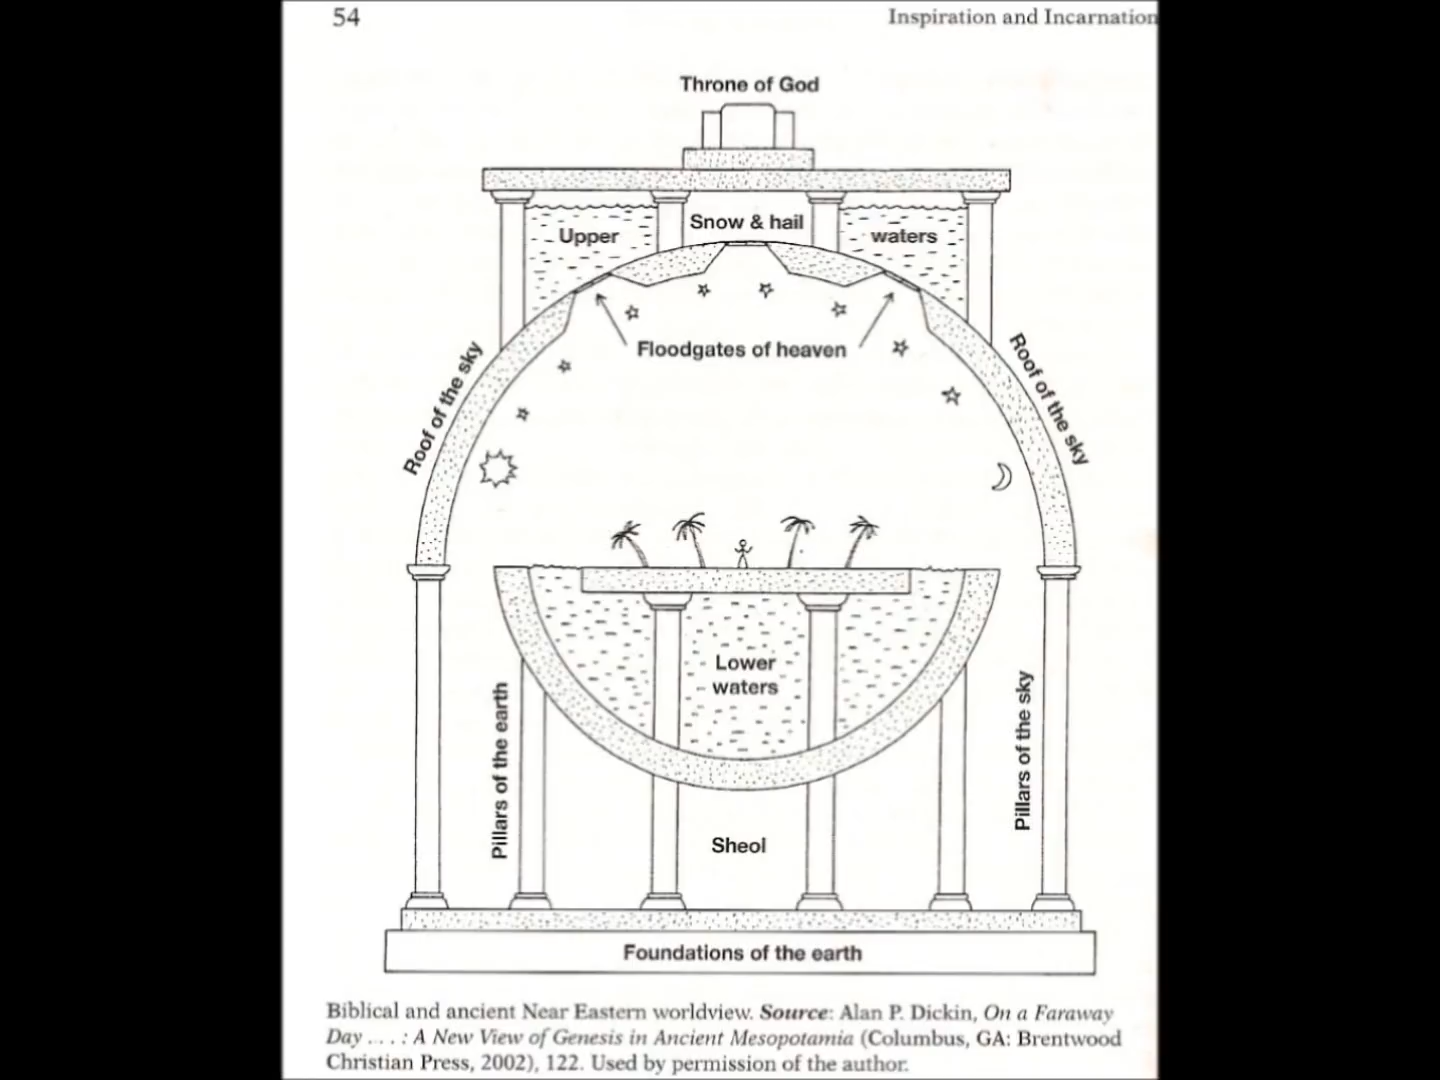 54
Inspiration and Incarnation
Throne of God
Upper
Snow & hail
waters
Floodgates of heaven
Roof of the sky
Roof of the sky
Lower
waters
Pillars of the earth
Pillars of the sky
Sheol
Foundations of the earth
Biblical and ancient Near Eastern worldview. Source: Alan P. Dickin, On a Faraway
Day . . . : A New View of Genesis in Ancient Mesopotamia (Columbus, GA: Brentwood
Christian Press, 2002), 122. Used by permission of the author.